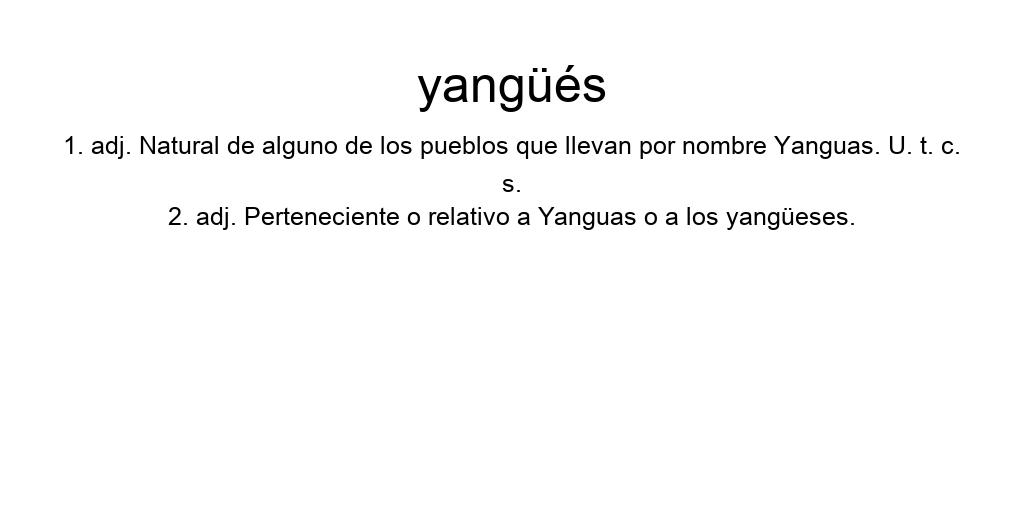 yangüés
1. adj. Natural de alguno de los pueblos que llevan por nombre Yanguas. U. t. c.
s.
2. adj. Perteneciente o relativo a Yanguas o a los yangüeses.